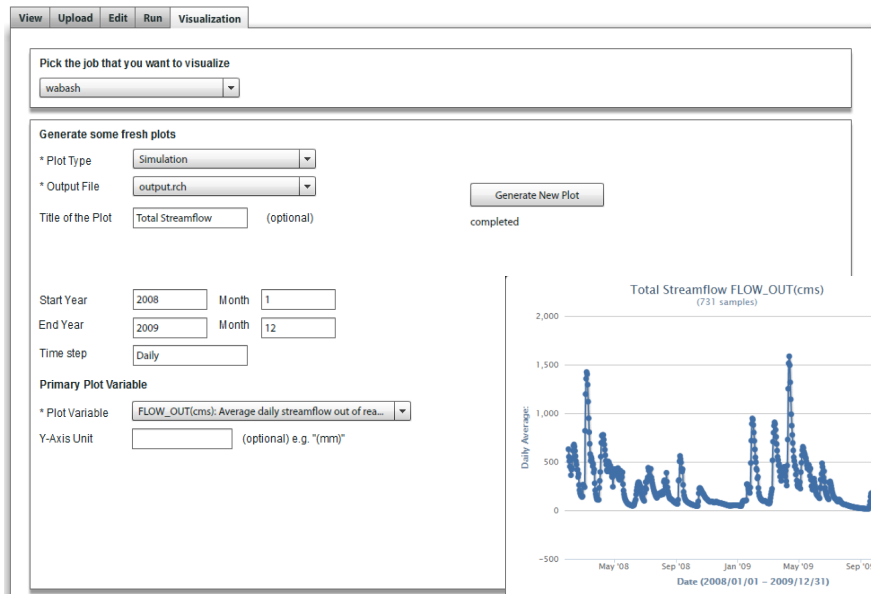 View Upload Edit Run Visualization
Pick the job that you want to visualize
wabash
Generate some fresh plots
* Plot Type Simulation
* Output File output.rch
Generate New Plot
Title of the Plot Total Streamflow (optional)
completed
Start Year 2008 Month 1
End Year 2009 Month 12
Time step Daily
Primary Plot Variable
* Plot Variable FLOW_OUT(cms): Average daily streamflow out of rea...
Y-Axis Unit (optional) e.g. "(mm)"
Total Streamflow FLOW_OUT(cms)
(731 samples)
Daily Average:
2,000
1,500
1,000
500
0
-500
May '08 Sep '08 Jan '09 May '09 Sep '09
Date (2008/01/01 - 2009/12/31)